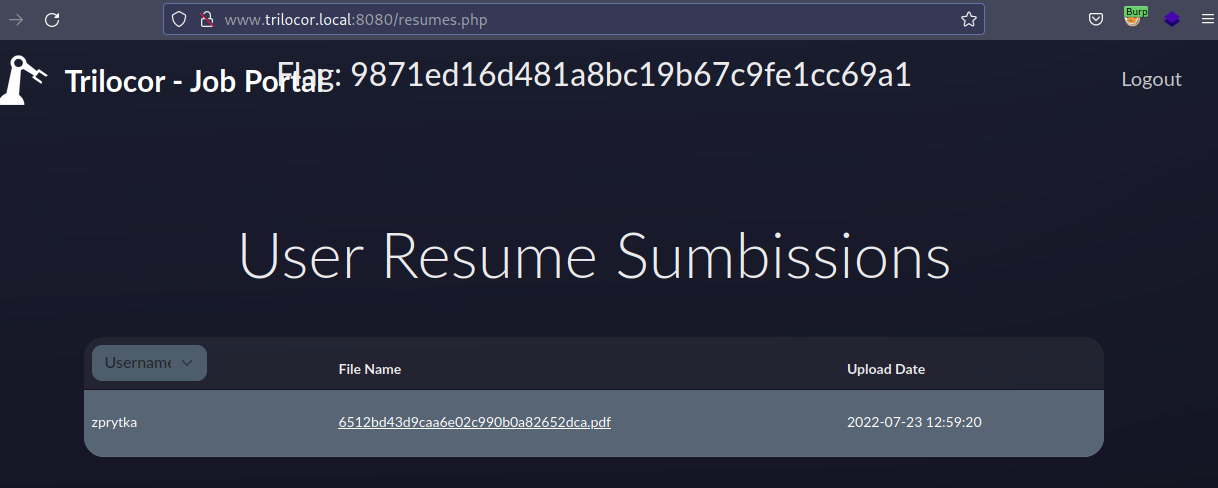 Burp
www.trilocor.local:8080/resumes.php
Trilocor - Job Portal
Flag: 9871ed16d481a8bc19b67c9fe1cc69a1
Logout
User Resume Sumbissions
Username
File Name
Upload Date
zprytka
6512bd43d9caa6e02c990b0a82652dca.pdf
2022-07-23 12:59:20